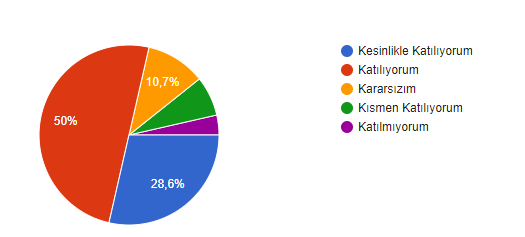 10,7%
50%
28,6%
Kesinlikle Katılıyorum
Katılıyorum
Kararsızım
Kısmen Katılıyorum
Katılmıyorum